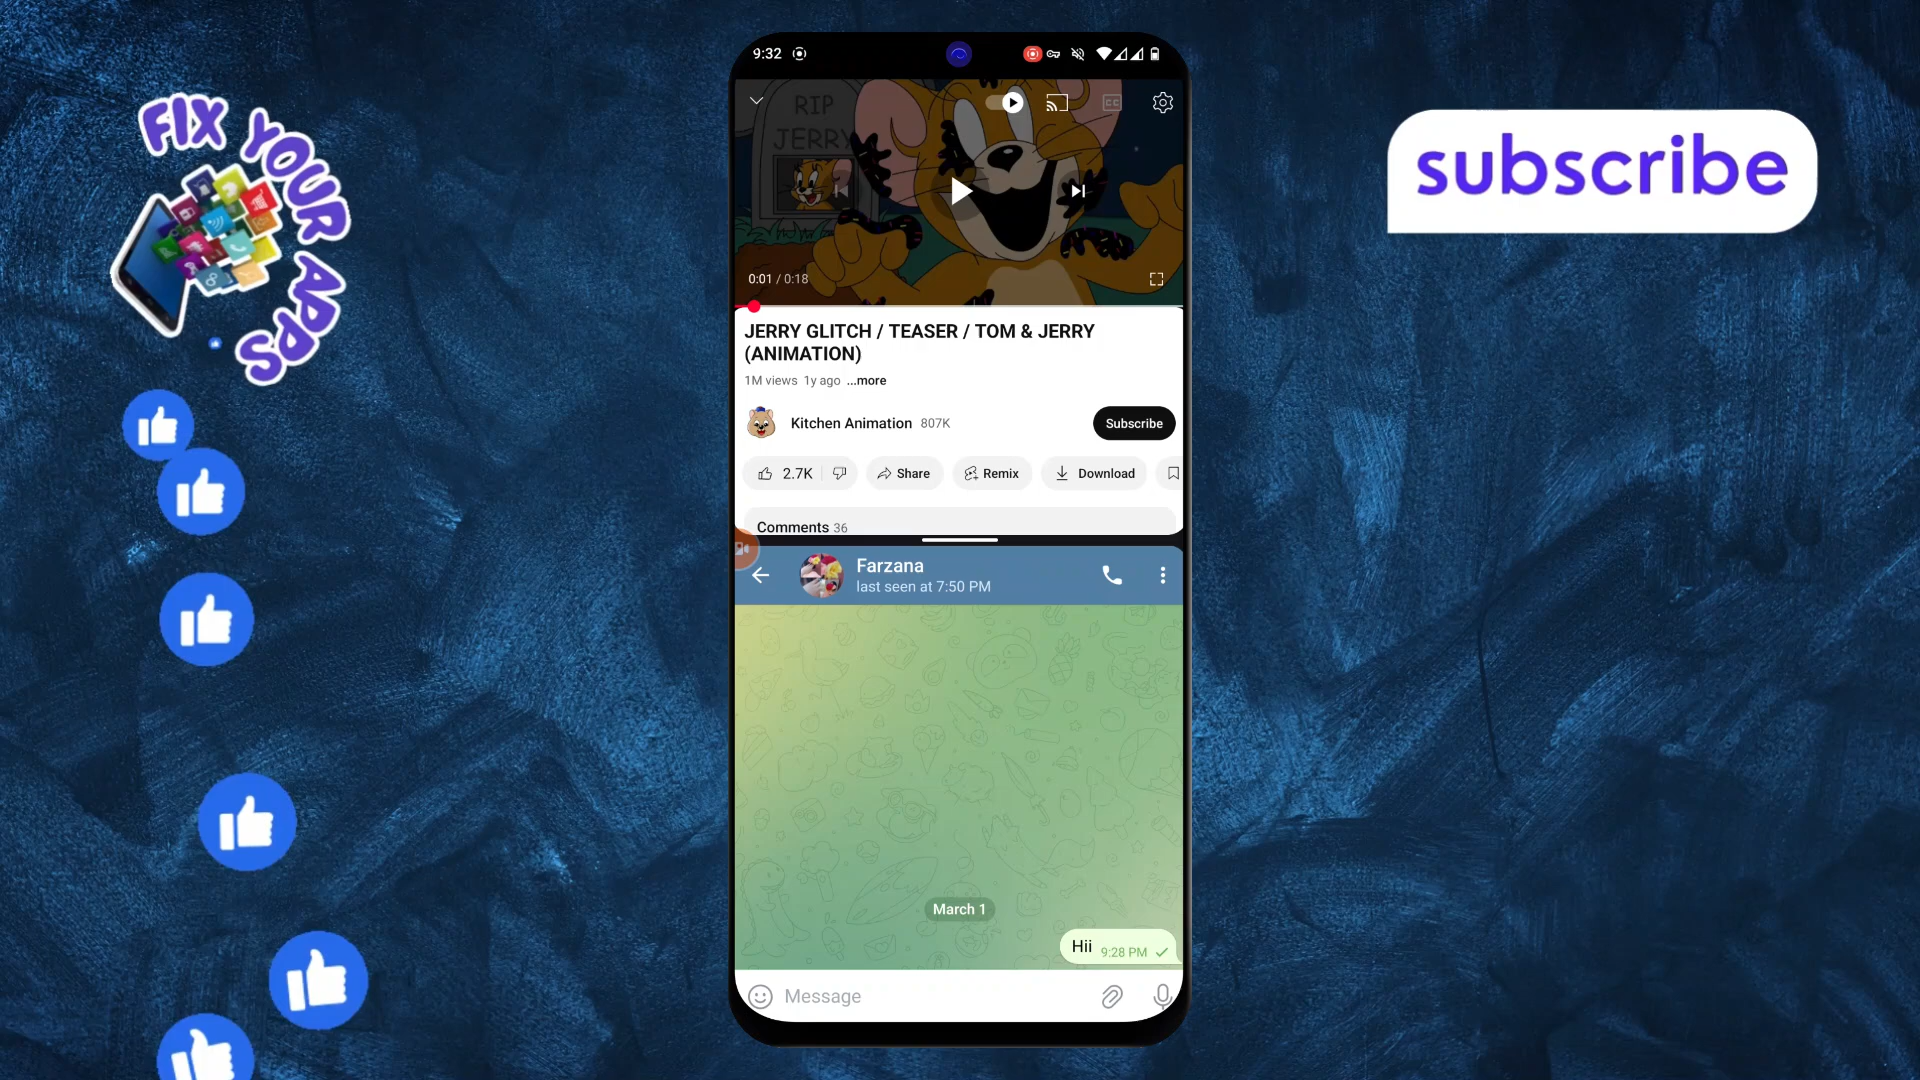 FIX YOUR APPS
subscribe
9:32
RIP
JERRY
CC
0:01 / 0:18
JERRY GLITCH / TEASER / TOM & JERRY
(ANIMATION)
1M views 1y ago ...more
Kitchen Animation 807K
Subscribe
2.7K
Share
Remix
Download
Comments 36
Farzana
last seen at 7:50 PM
March 1
Hii 9:28 PM
Message